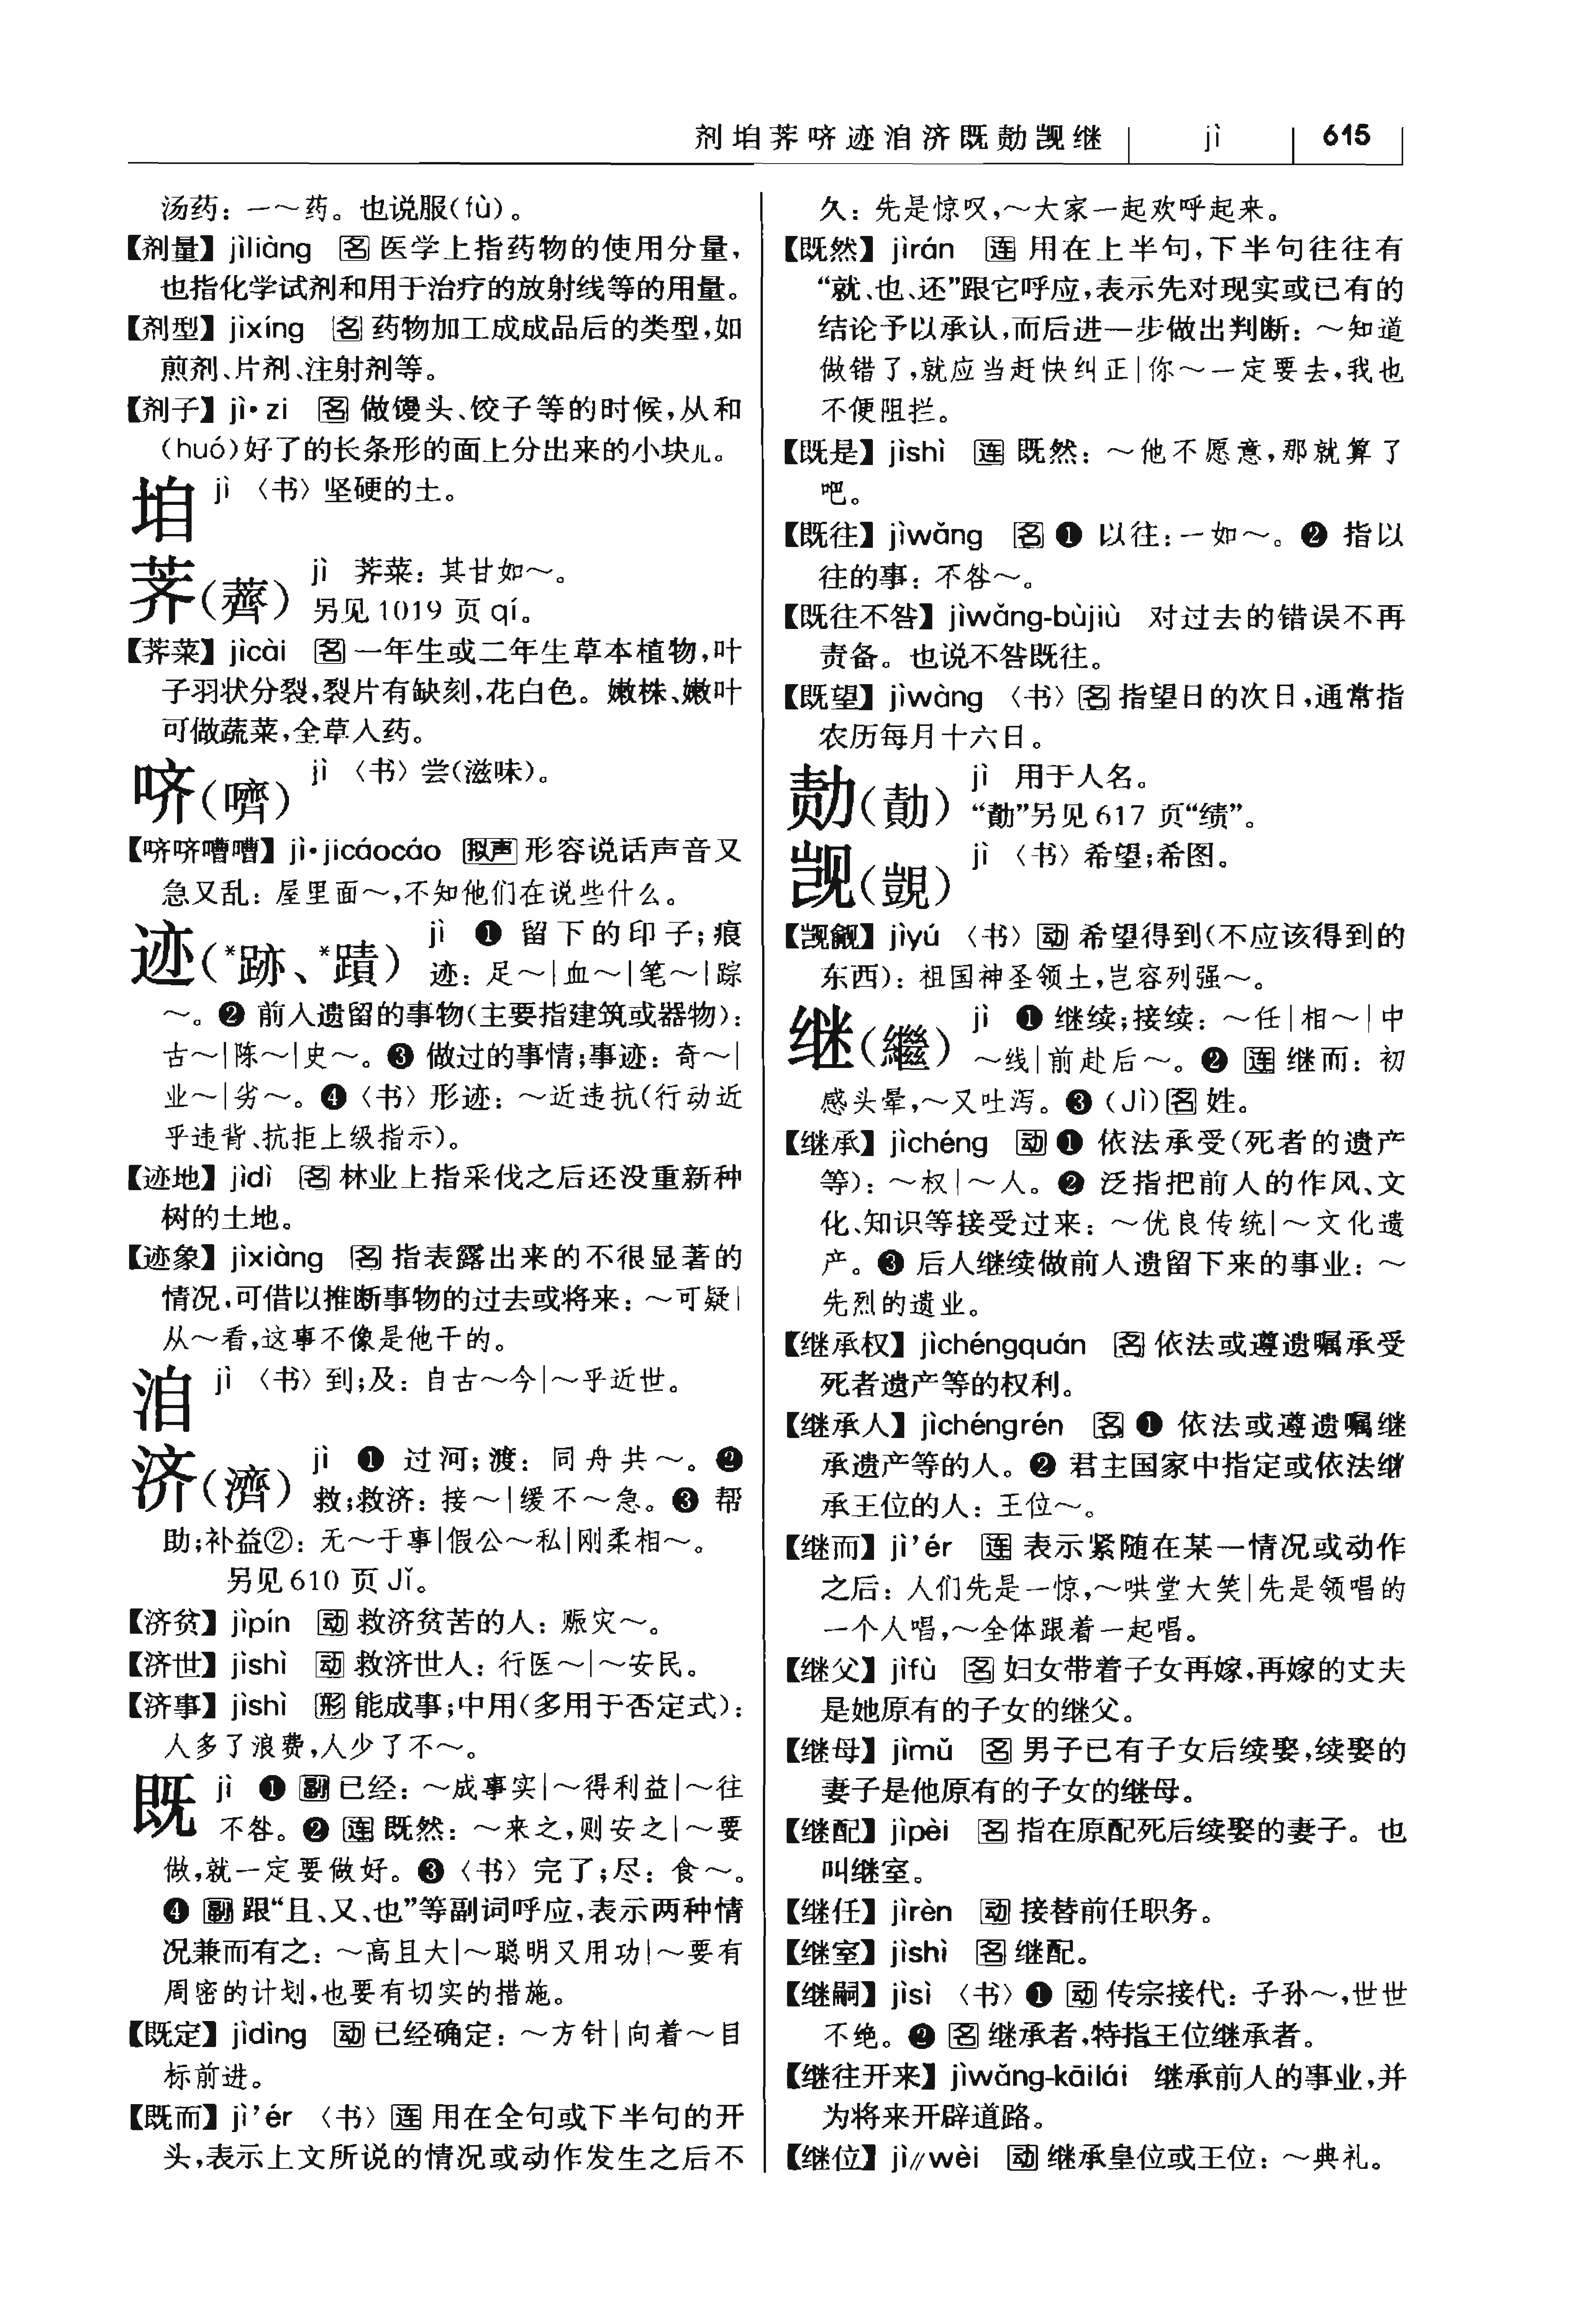 剂垍荠哜迹洎济既勣觊继 jì 615
汤药：一～药。也说服(fù)。
【剂量】jìliàng 名 医学上指药物的使用分量，
也指化学试剂和用于治疗的放射线等的用量。
【剂型】jìxíng 名 药物加工成成品后的类型，如
煎剂、片剂、注射剂等。
【剂子】jì·zi 名 做馒头、饺子等的时候，从和
(huó)好了的长条形的面上分出来的小块儿。
垍 jì 〈书〉坚硬的土。
荠(薺) jì 荠菜：其甘如～。
另见1019 页 qí。
【荠菜】jìcài 名 一年生或二年生草本植物，叶
子羽状分裂，裂片有缺刻，花白色。嫩株、嫩叶
可做蔬菜，全草入药。
哜(嚌) jì 〈书〉尝(滋味)。
【哜哜嘈嘈】jì·jicáocáo 拟声 形容说话声音又
急又乱：屋里面～，不知他们在说些什么。
迹(*跡、*蹟) jì ❶ 留下的印子；痕
迹：足～|血～|笔～|踪
～。❷ 前人遗留的事物(主要指建筑或器物)：
古～|陈～|史～。❸ 做过的事情；事迹：奇～|
业～|劣～。❹〈书〉形迹：～近违抗(行动近
乎违背、抗拒上级指示)。
【迹地】jìdì 名 林业上指采伐之后还没重新种
树的土地。
【迹象】jìxiàng 名 指表露出来的不很显著的
情况，可借以推断事物的过去或将来：～可疑|
从～看，这事不像是他干的。
洎 jì 〈书〉到；及：自古～今|～乎近世。
济(濟) jì ❶ 过河；渡：同舟共～。❷
救；救济：接～|缓不～急。❸ 帮
助；补益②：无～于事|假公～私|刚柔相～。
另见610 页 Jǐ。
【济贫】jìpín 动 救济贫苦的人：赈灾～。
【济世】jìshì 动 救济世人：行医～|～安民。
【济事】jìshì 形 能成事；中用(多用于否定式)：
人多了浪费，人少了不～。
既 jì ❶ 副 已经：～成事实|～得利益|～往
不咎。❷ 连 既然：～来之，则安之|～要
做，就一定要做好。❸〈书〉完了；尽：食～。
❹ 副 跟“且、又、也”等副词呼应，表示两种情
况兼而有之：～高且大|～聪明又用功|～要有
周密的计划，也要有切实的措施。
【既定】jìdìng 动 已经确定：～方针|向着～目
标前进。
【既而】jì’ér 〈书〉连 用在全句或下半句的开
头，表示上文所说的情况或动作发生之后不
久：先是惊叹，～大家一起欢呼起来。
【既然】jìrán 连 用在上半句，下半句往往有
“就、也、还”跟它呼应，表示先对现实或已有的
结论予以承认，而后进一步做出判断：～知道
做错了，就应当赶快纠正|你～一定要去，我也
不便阻拦。
【既是】jìshì 连 既然：～他不愿意，那就算了
吧。
【既往】jìwǎng 名 ❶ 以往：一如～。❷ 指以
往的事：不咎～。
【既往不咎】jìwǎng-bùjiù 对过去的错误不再
责备。也说不咎既往。
【既望】jìwàng 〈书〉名 指望日的次日，通常指
农历每月十六日。
勣(勣) jì 用于人名。
“勣”另见617 页“绩”。
觊(覬) jì 〈书〉希望；希图。
【觊觎】jìyú 〈书〉动 希望得到(不应该得到的
东西)：祖国神圣领土，岂容列强～。
继(繼) jì ❶ 继续；接续：～任|相～|中
～线|前赴后～。❷ 连 继而：初
感头晕，～又吐泻。❸ (Jì)名 姓。
【继承】jìchéng 动 ❶ 依法承受(死者的遗产
等)：～权|～人。❷ 泛指把前人的作风、文
化、知识等接受过来：～优良传统|～文化遗
产。❸ 后人继续做前人遗留下来的事业：～
先烈的遗业。
【继承权】jìchéngquán 名 依法或遵遗嘱承受
死者遗产等的权利。
【继承人】jìchéngrén 名 ❶ 依法或遵遗嘱继
承遗产等的人。❷ 君主国家中指定或依法继
承王位的人：王位～。
【继而】jì’ér 连 表示紧随在某一情况或动作
之后：人们先是一惊，～哄堂大笑|先是领唱的
一个人唱，～全体跟着一起唱。
【继父】jìfù 名 妇女带着子女再嫁，再嫁的丈夫
是她原有的子女的继父。
【继母】jìmǔ 名 男子已有子女后续娶，续娶的
妻子是他原有的子女的继母。
【继配】jìpèi 名 指在原配死后续娶的妻子。也
叫继室。
【继任】jìrèn 动 接替前任职务。
【继室】jìshì 名 继配。
【继嗣】jìsì 〈书〉❶ 动 传宗接代：子孙～，世世
不绝。❷ 名 继承者，特指王位继承者。
【继往开来】jìwǎng-kāilái 继承前人的事业，并
为将来开辟道路。
【继位】jì∥wèi 动 继承皇位或王位：～典礼。